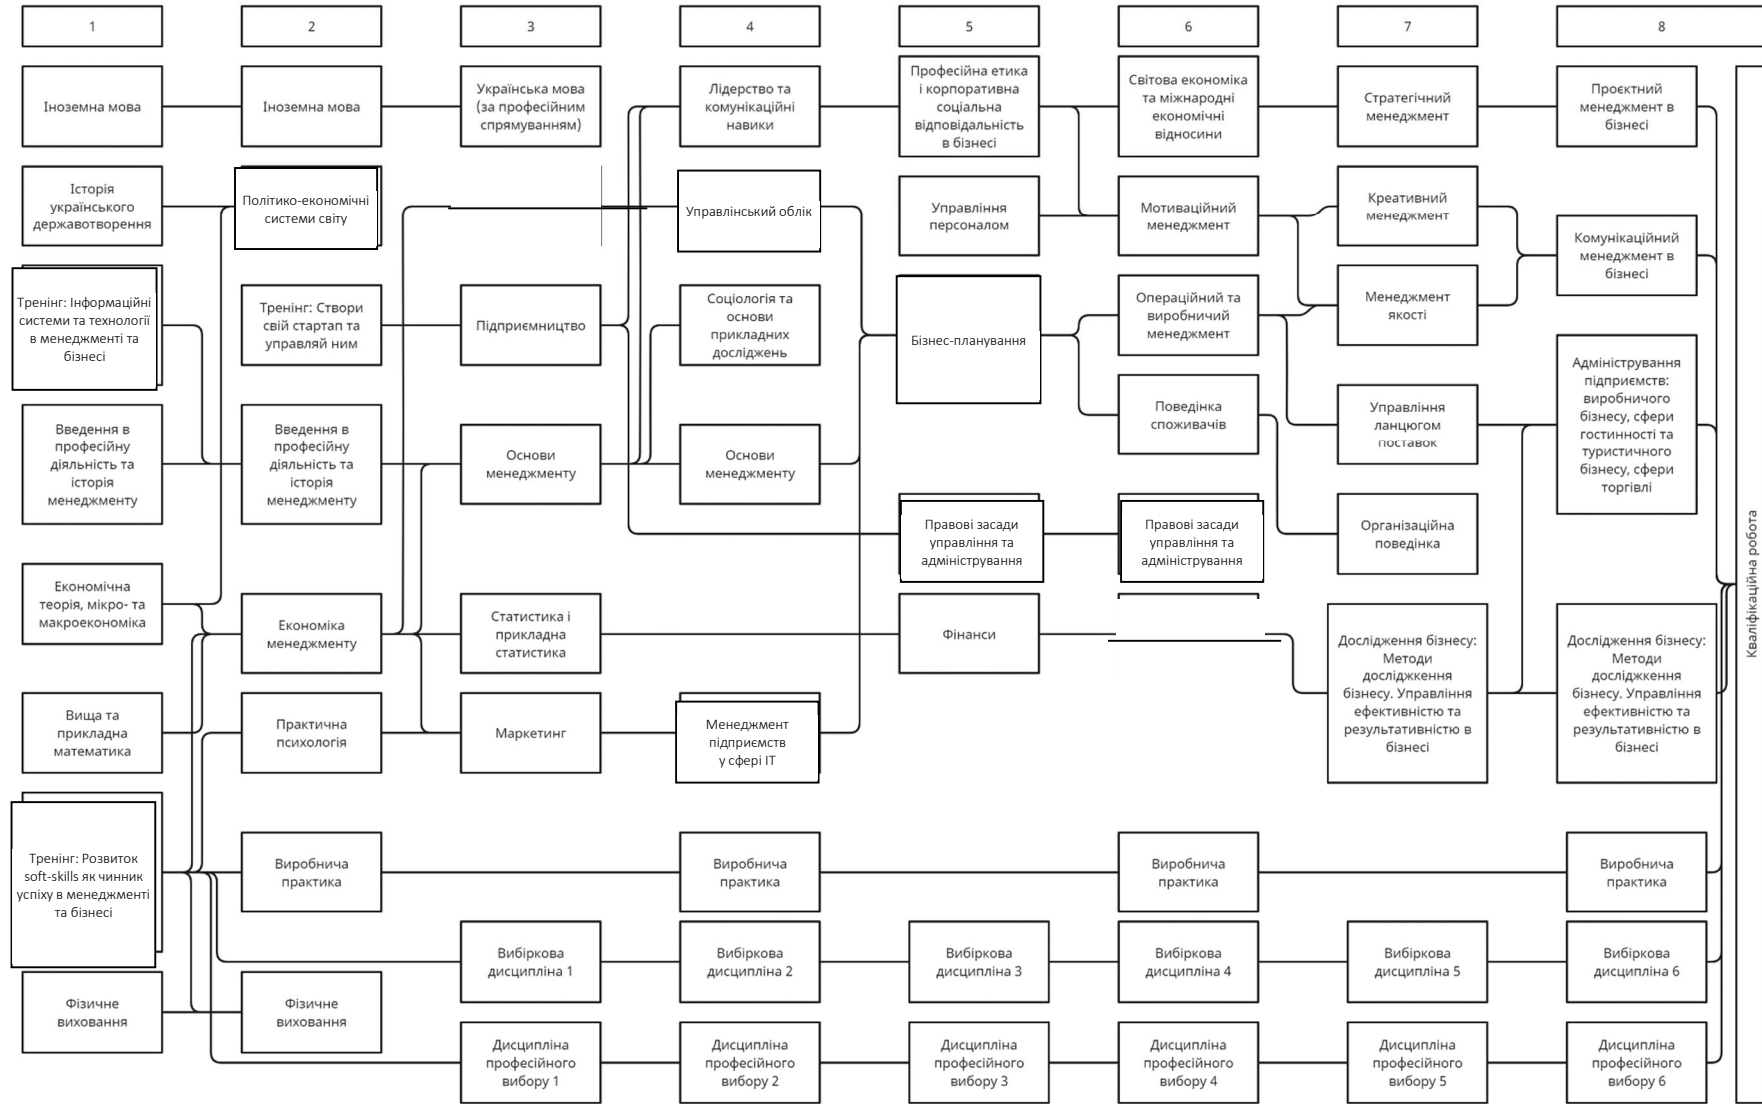 1
2
3
4
5
6
7
8
Іноземна мова
Іноземна мова
Українська мова
(за професійним
спрямуванням)
Лідерство та
комунікаційні
навики
Професійна етика
і корпоративна
соціальна
відповідальність
в бізнесі
Світова економіка
та міжнародні
економічні
відносини
Стратегічний
менеджмент
Проєктний
менеджмент в
бізнесі
Історія
українського
державотворення
Політико-економічні
системи світу
Управлінський облік
Управління
персоналом
Мотиваційний
менеджмент
Креативний
менеджмент
Комунікаційний
менеджмент в
бізнесі
Тренінг: Інформаційні
системи та технології
в менеджменті та
бізнесі
Тренінг: Створи
свій стартап та
управляй ним
Підприємництво
Соціологія та
основи
прикладних
досліджень
Бізнес-планування
Операційний та
виробничий
менеджмент
Менеджмент
якості
Адміністрування
підприємств:
виробничого
бізнесу, сфери
гостинності та
туристичного
бізнесу, сфери
торгівлі
Введення в
професійну
діяльність та
історія
менеджменту
Введення в
професійну
діяльність та
історія
менеджменту
Основи
менеджменту
Основи
менеджменту
Поведінка
споживачів
Управління
ланцюгом
поставок
Правові засади
управління та
адміністрування
Правові засади
управління та
адміністрування
Організаційна
поведінка
Економічна
теорія, мікро- та
макроекономіка
Економіка
менеджменту
Статистика і
прикладна
статистика
Фінанси
Дослідження бізнесу:
Методи
дослідження
бізнесу. Управління
ефективністю та
результативністю в
бізнесі
Дослідження бізнесу:
Методи
дослідження
бізнесу. Управління
ефективністю та
результативністю в
бізнесі
Кваліфікаційна робота
Вища та
прикладна
математика
Практична
психологія
Маркетинг
Менеджмент
підприємств
у сфері ІТ
Тренінг: Розвиток
soft-skills як чинник
успіху в менеджменті
та бізнесі
Виробнича
практика
Виробнича
практика
Виробнича
практика
Виробнича
практика
Вибіркова
дисципліна 1
Вибіркова
дисципліна 2
Вибіркова
дисципліна 3
Вибіркова
дисципліна 4
Вибіркова
дисципліна 5
Вибіркова
дисципліна 6
Фізичне
виховання
Фізичне
виховання
Дисципліна
професійного
вибору 1
Дисципліна
професійного
вибору 2
Дисципліна
професійного
вибору 3
Дисципліна
професійного
вибору 4
Дисципліна
професійного
вибору 5
Дисципліна
професійного
вибору 6